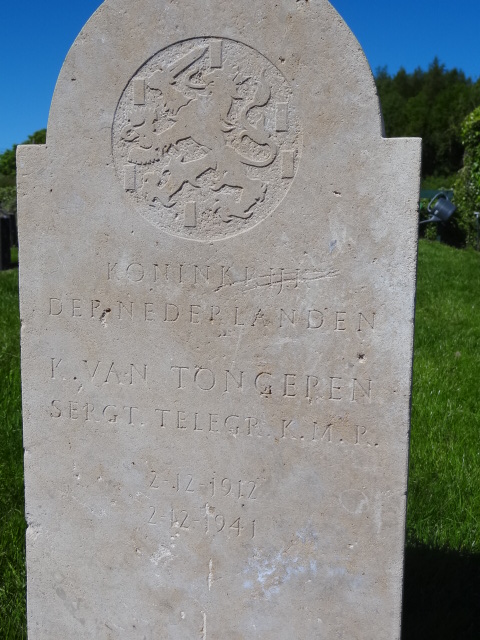 KONINKRIJK
DER NEDERLANDEN
K. VAN TONGEREN
SERGT. TELEGR. K. M. R.
2-12-1912
2-12-1941